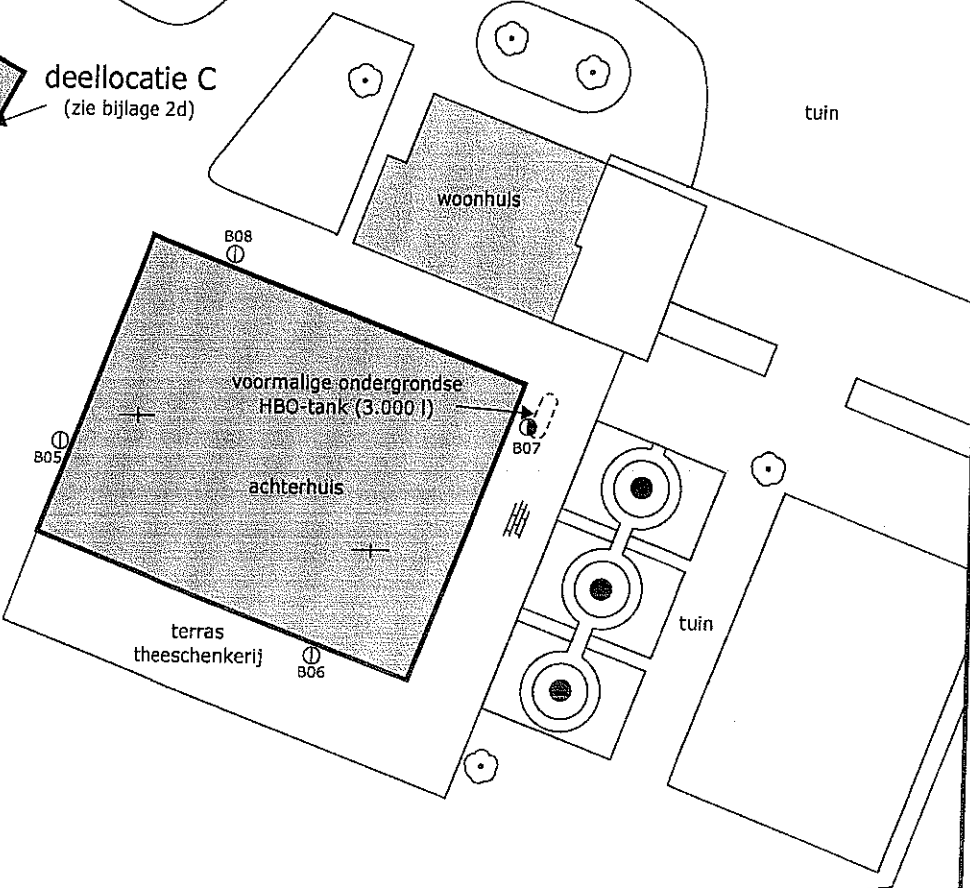 deellocatie C
(zie bijlage 2d)
tuin
woonhuis
B08
voormalige ondergrondse
HBO-tank (3.000 l)
B07
B05
achterhuis
tuin
terras
theeschenkerij
B06